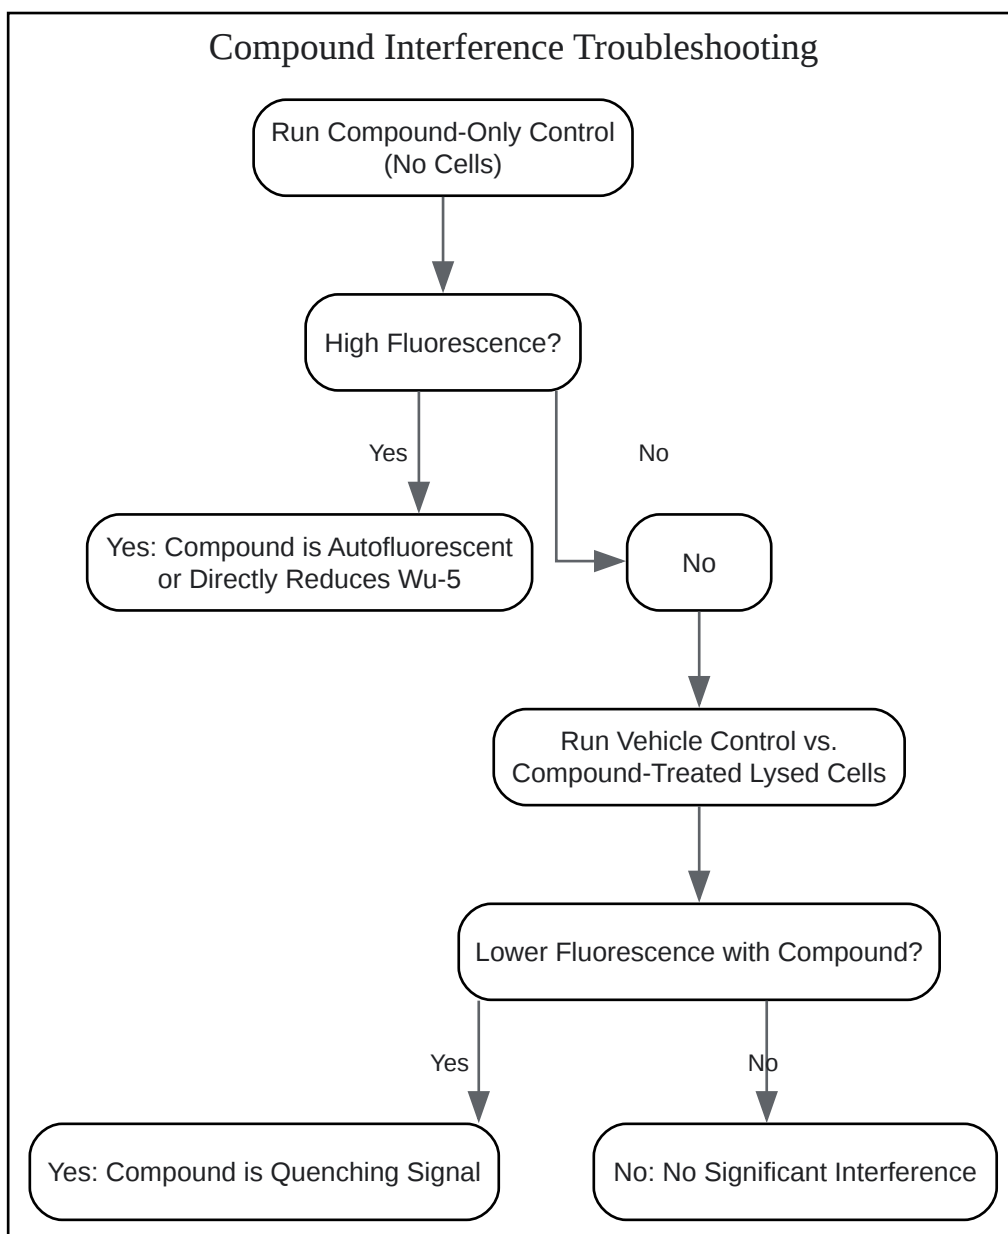 Compound Interference Troubleshooting
Run Compound-Only Control
(No Cells)
High Fluorescence?
Yes
No
Yes: Compound is Autofluorescent
or Directly Reduces Wu-5
No
Run Vehicle Control vs.
Compound-Treated Lysed Cells
Lower Fluorescence with Compound?
Yes
No
Yes: Compound is Quenching Signal
No: No Significant Interference